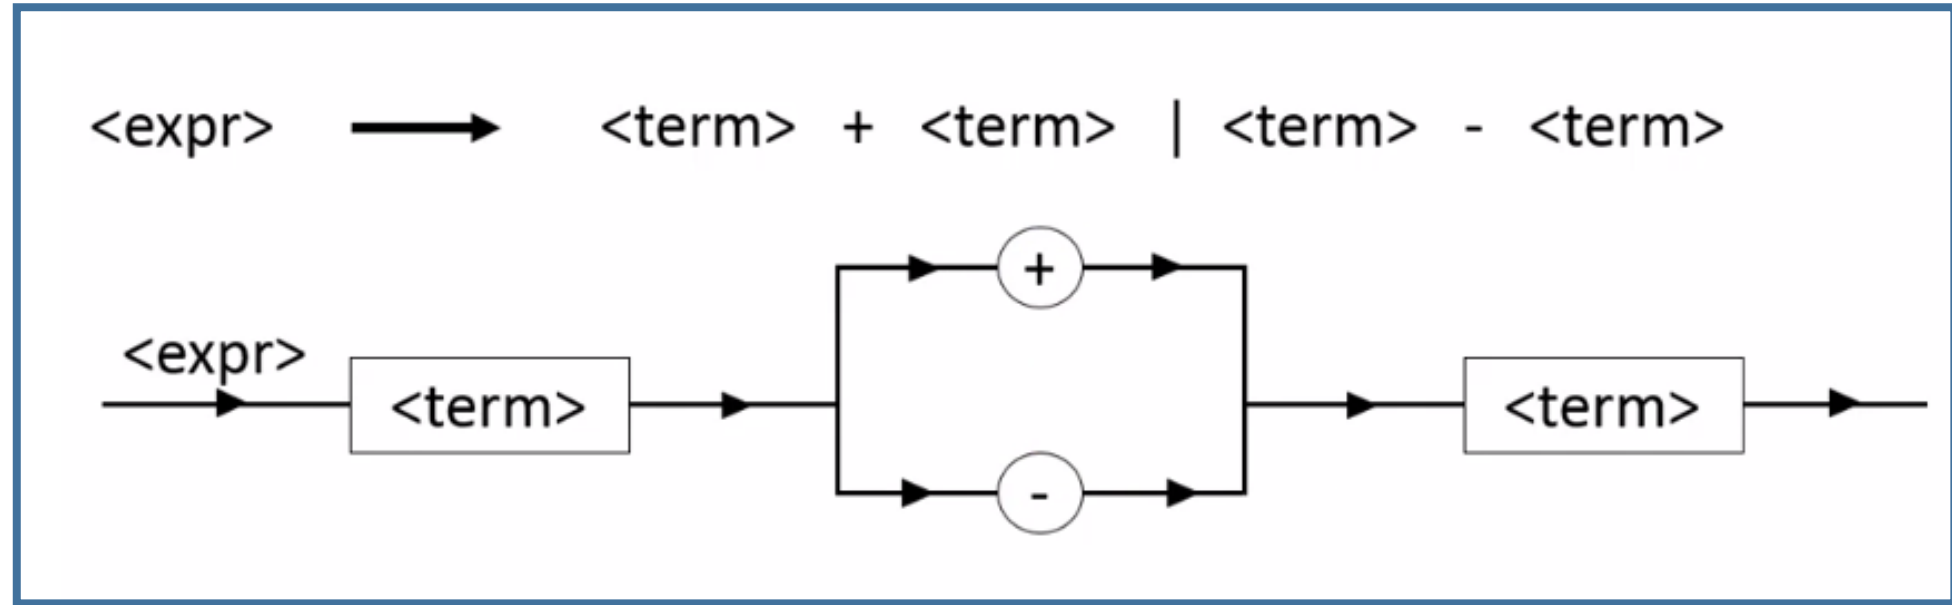 <expr> <term> + <term> | <term> - <term>
+
<expr>
<term> <term>
-